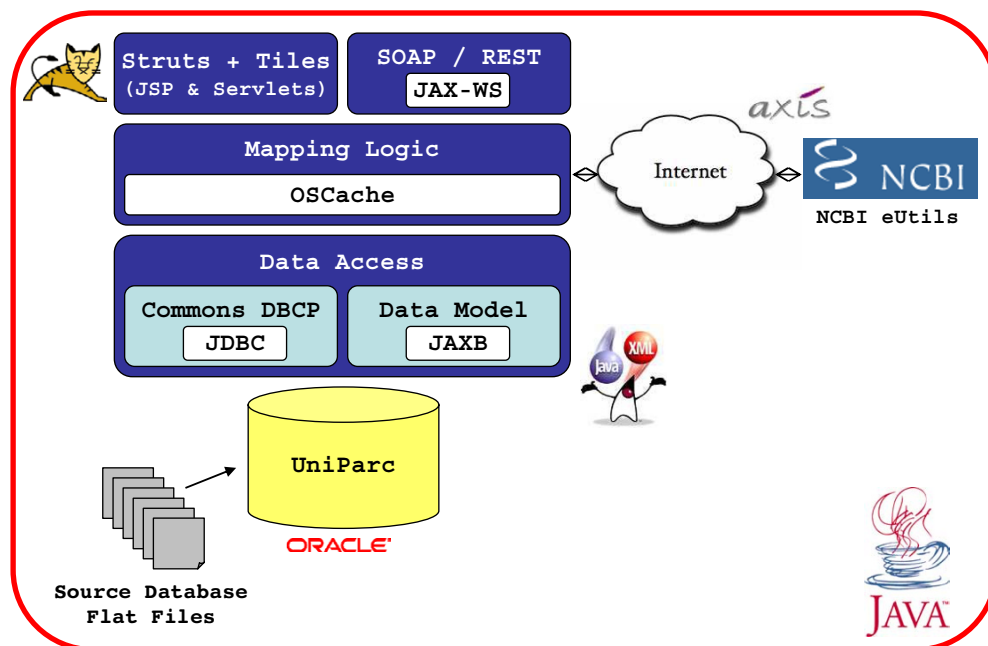 Struts + Tiles
(JSP & Servlets)
SOAP / REST
JAX-WS
Mapping Logic
OSCache
axis
Internet
NCBI
NCBI eUtils
Data Access
Commons DBCP
JDBC
Data Model
JAXB
Java
XML
UniParc
ORACLE
Source Database
Flat Files
JAVA™